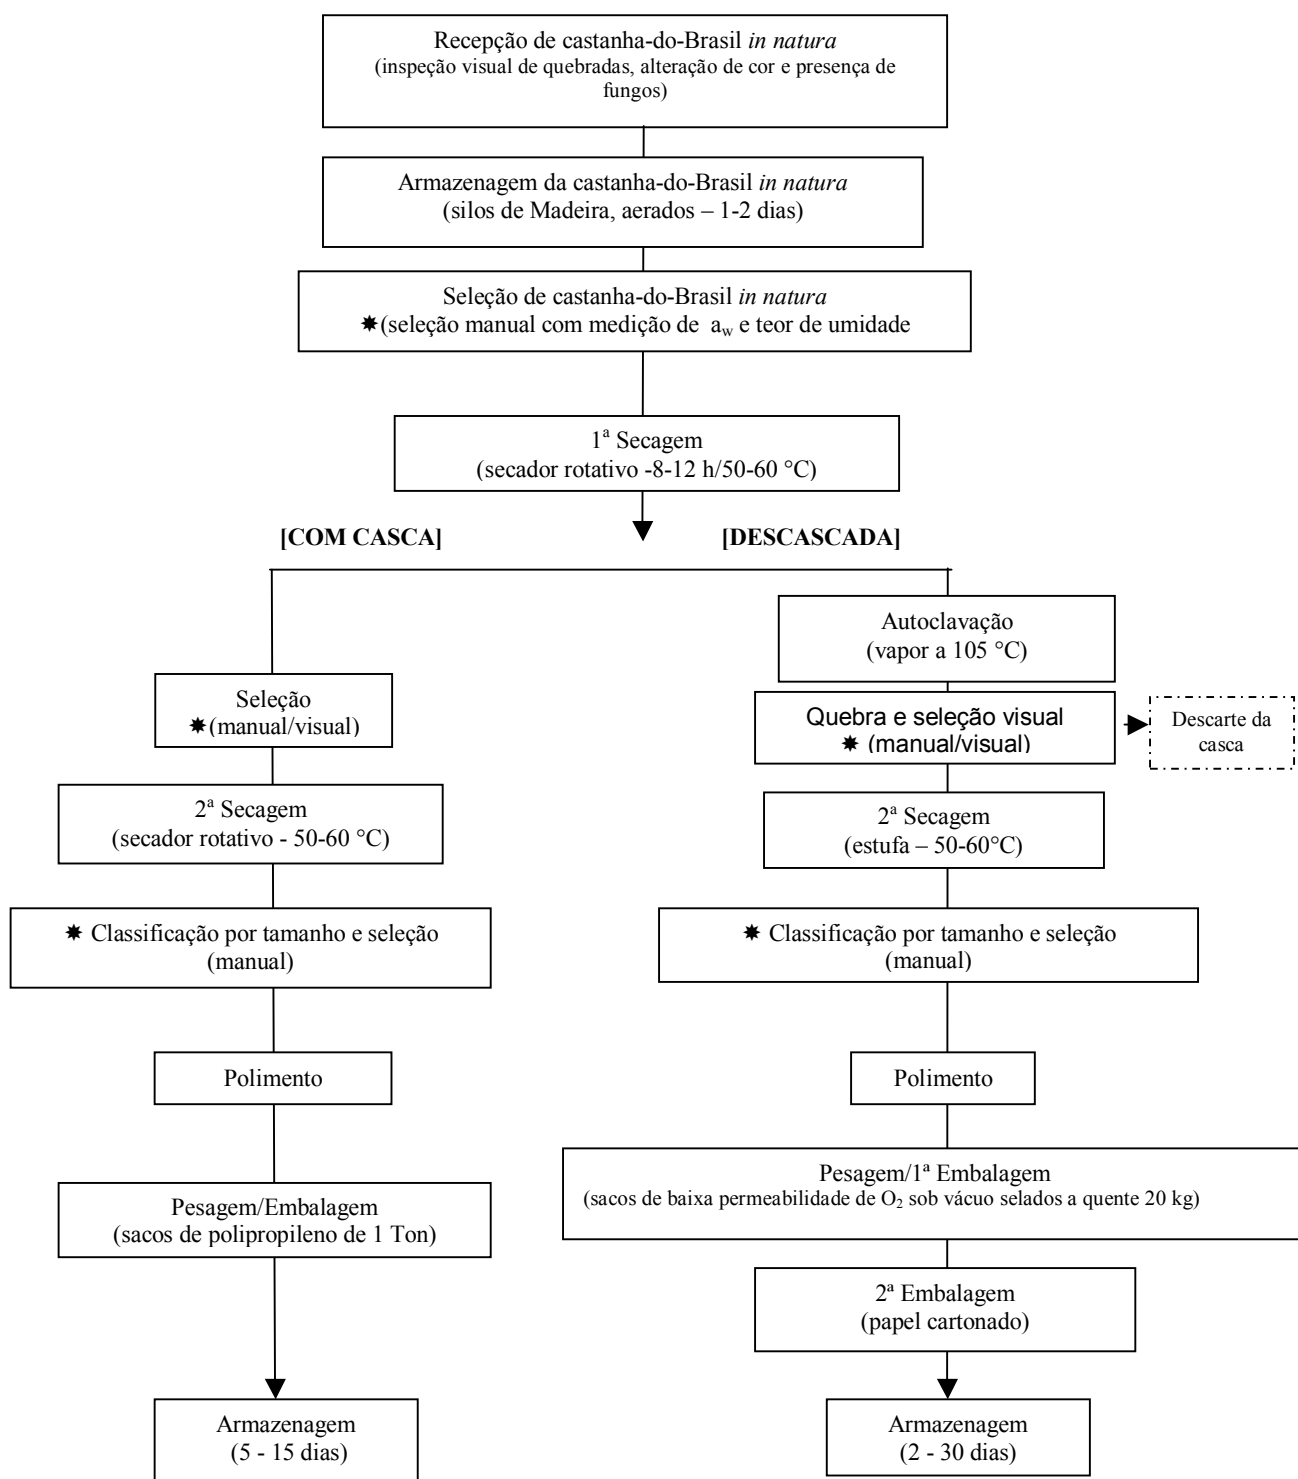 Recepção de castanha-do-Brasil in natura
(inspeção visual de quebradas, alteração de cor e presença de
fungos)
Armazenagem da castanha-do-Brasil in natura
(silos de Madeira, aerados – 1-2 dias)
Seleção de castanha-do-Brasil in natura
✷(seleção manual com medição de a_w e teor de umidade
1ª Secagem
(secador rotativo -8-12 h/50-60 °C)
[COM CASCA]
[DESCASCADA]
Seleção
✷(manual/visual)
2ª Secagem
(secador rotativo - 50-60 °C)
✷ Classificação por tamanho e seleção
(manual)
Polimento
Pesagem/Embalagem
(sacos de polipropileno de 1 Ton)
Armazenagem
(5 - 15 dias)
Autoclavação
(vapor a 105 °C)
Quebra e seleção visual
✷ (manual/visual)
Descarte da
casca
2ª Secagem
(estufa – 50-60°C)
✷ Classificação por tamanho e seleção
(manual)
Polimento
Pesagem/1ª Embalagem
(sacos de baixa permeabilidade de O₂ sob vácuo selados a quente 20 kg)
2ª Embalagem
(papel cartonado)
Armazenagem
(2 - 30 dias)